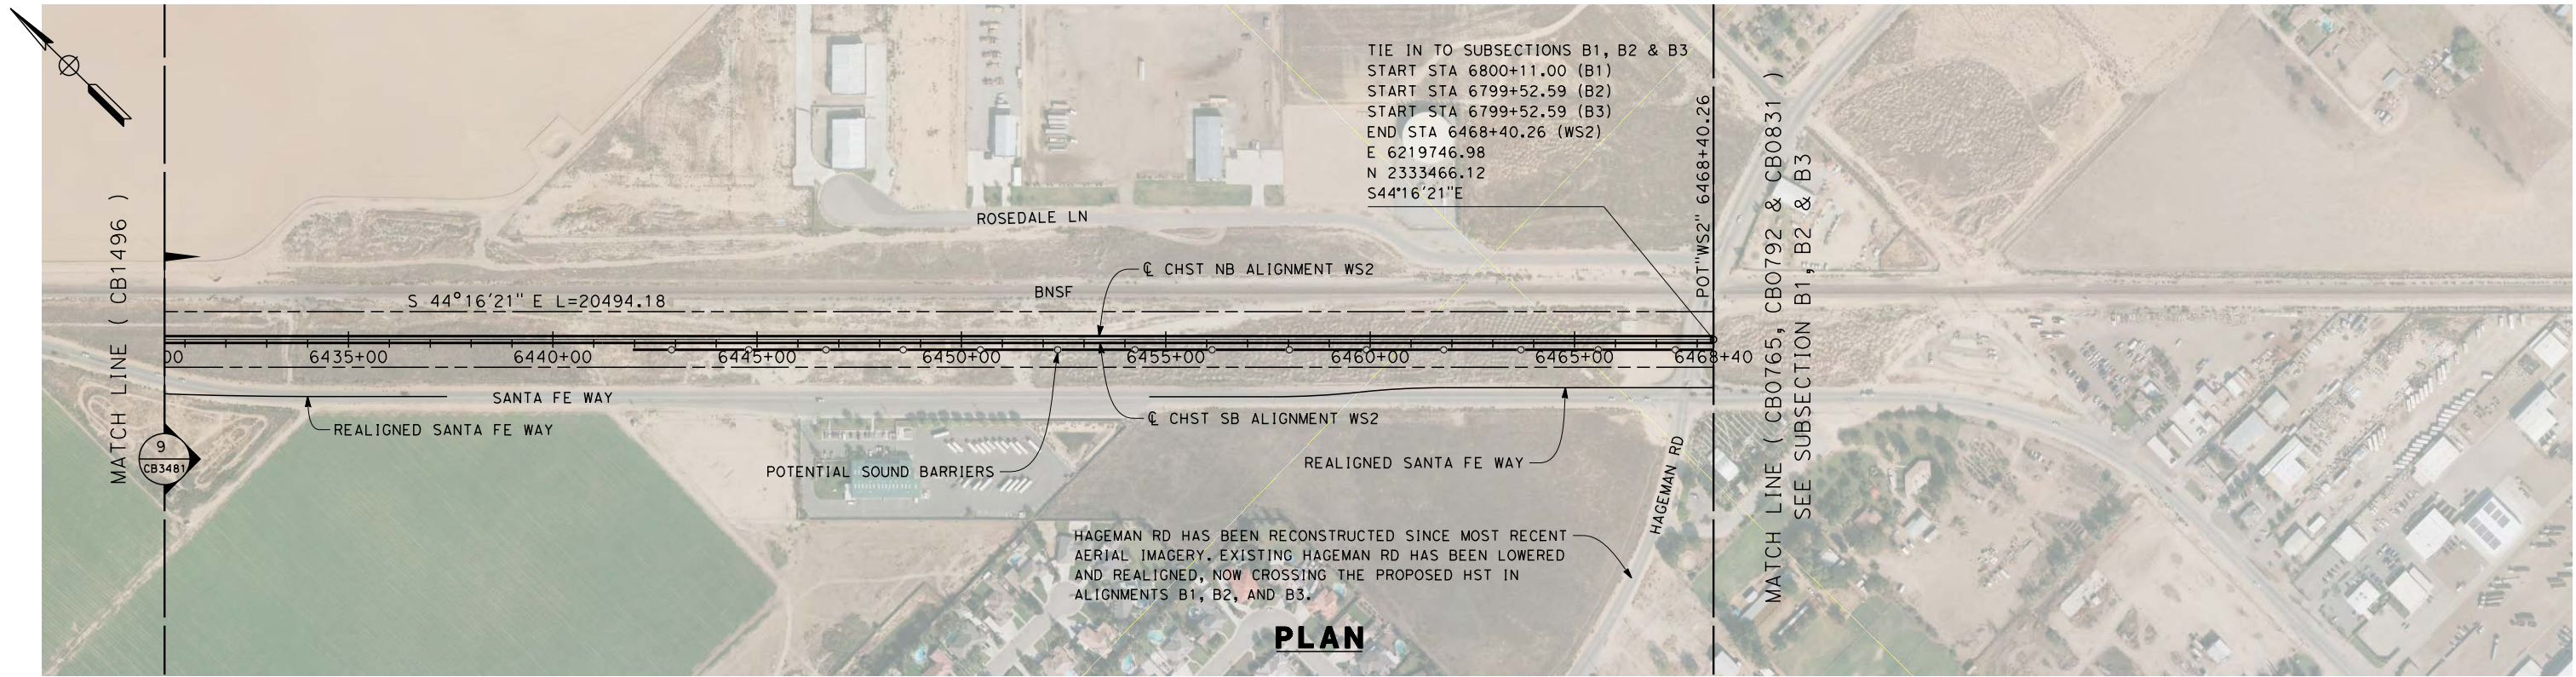 TIE IN TO SUBSECTIONS B1, B2 & B3
START STA 6800+11.00 (B1)
START STA 6799+52.59 (B2)
START STA 6799+52.59 (B3)
END STA 6468+40.26 (WS2)
E 6219746.98
N 2333466.12
S44°16'21"E
POT"WS2" 6468+40.26
MATCH LINE ( CB1496 )
MATCH LINE ( CB0765, CB0792 & CB0831 )
SEE SUBSECTION B1, B2 & B3
ROSEDALE LN
℄ CHST NB ALIGNMENT WS2
BNSF
S 44°16'21" E L=20494.18
00
6435+00
6440+00
6445+00
6450+00
6455+00
6460+00
6465+00
6468+40
SANTA FE WAY
REALIGNED SANTA FE WAY
℄ CHST SB ALIGNMENT WS2
9
CB3481
POTENTIAL SOUND BARRIERS
REALIGNED SANTA FE WAY
HAGEMAN RD
HAGEMAN RD HAS BEEN RECONSTRUCTED SINCE MOST RECENT
AERIAL IMAGERY. EXISTING HAGEMAN RD HAS BEEN LOWERED
AND REALIGNED, NOW CROSSING THE PROPOSED HST IN
ALIGNMENTS B1, B2, AND B3.
PLAN